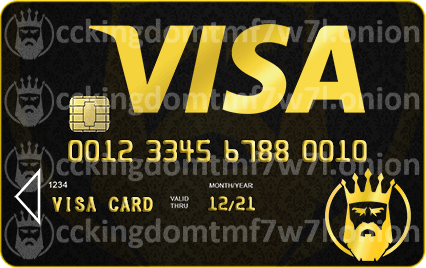 cckingdomtmf7w7l.onion
VISA
cckingdomtmf7w7l.onion
0012 3345 6788 0010
cckingdomtmf7w7l.onion
1234 MONTH/YEAR
VISA CARD VALID THRU 12/21
cckingdomtmf7w7l.onion